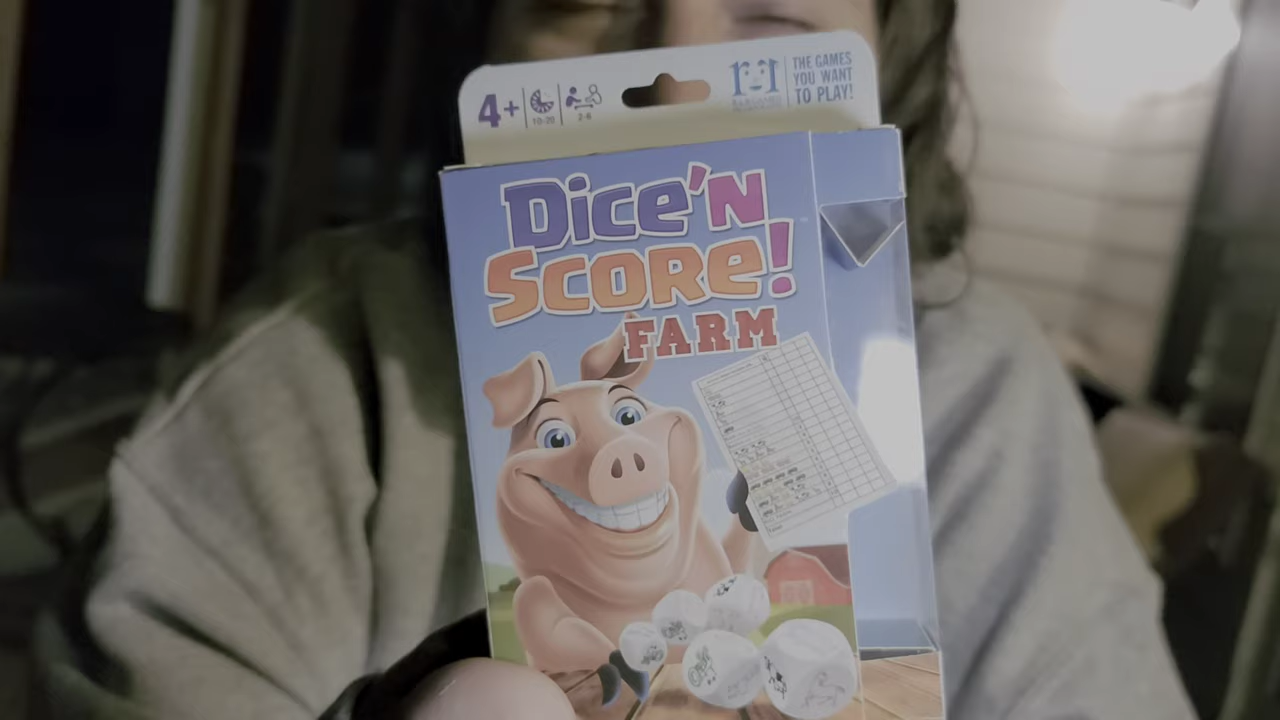 4+
10-20
2-6
THE GAMES
YOU WANT
TO PLAY!
Dice'N
SCORe!
FARM